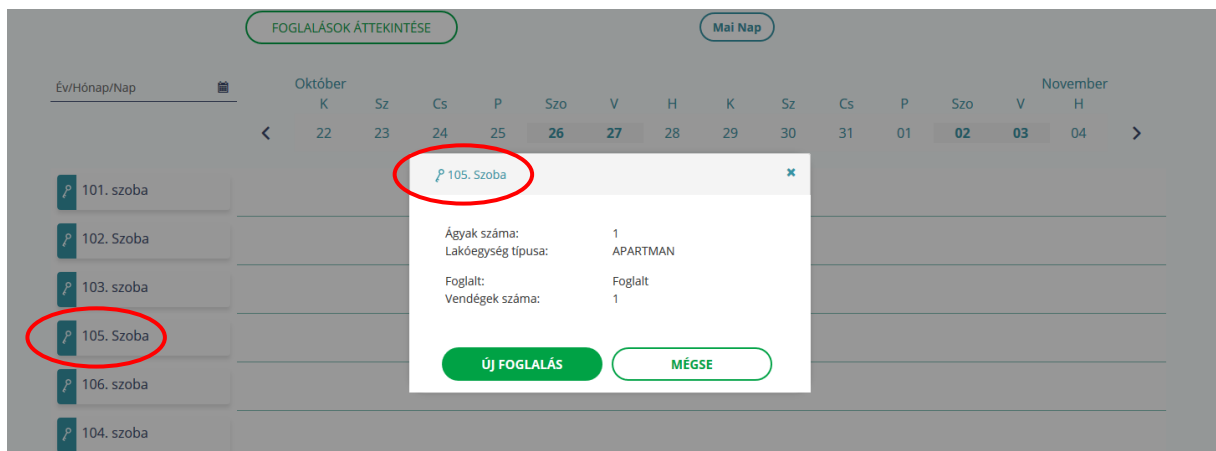 FOGLALÁSOK ÁTTEKINTÉSE
Mai Nap
Év/Hónap/Nap
Október November
K Sz Cs P Szo V H K Sz Cs P Szo V H
22 23 24 25 26 27 28 29 30 31 01 02 03 04
105. Szoba
101. szoba
102. Szoba
103. szoba
105. Szoba
106. szoba
104. szoba
Ágyak száma: 1
Lakóegység típusa: APARTMAN
Foglalt: Foglalt
Vendégek száma: 1
ÚJ FOGLALÁS MÉGSE